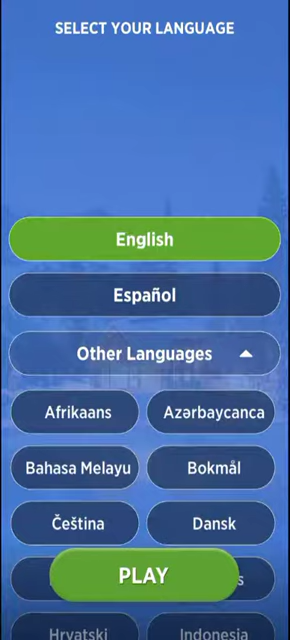 SELECT YOUR LANGUAGE
English
Español
Other Languages
Afrikaans
Azərbaycanca
Bahasa Melayu
Bokmål
Čeština
Dansk
PLAY
Hrvatski
Indonesia